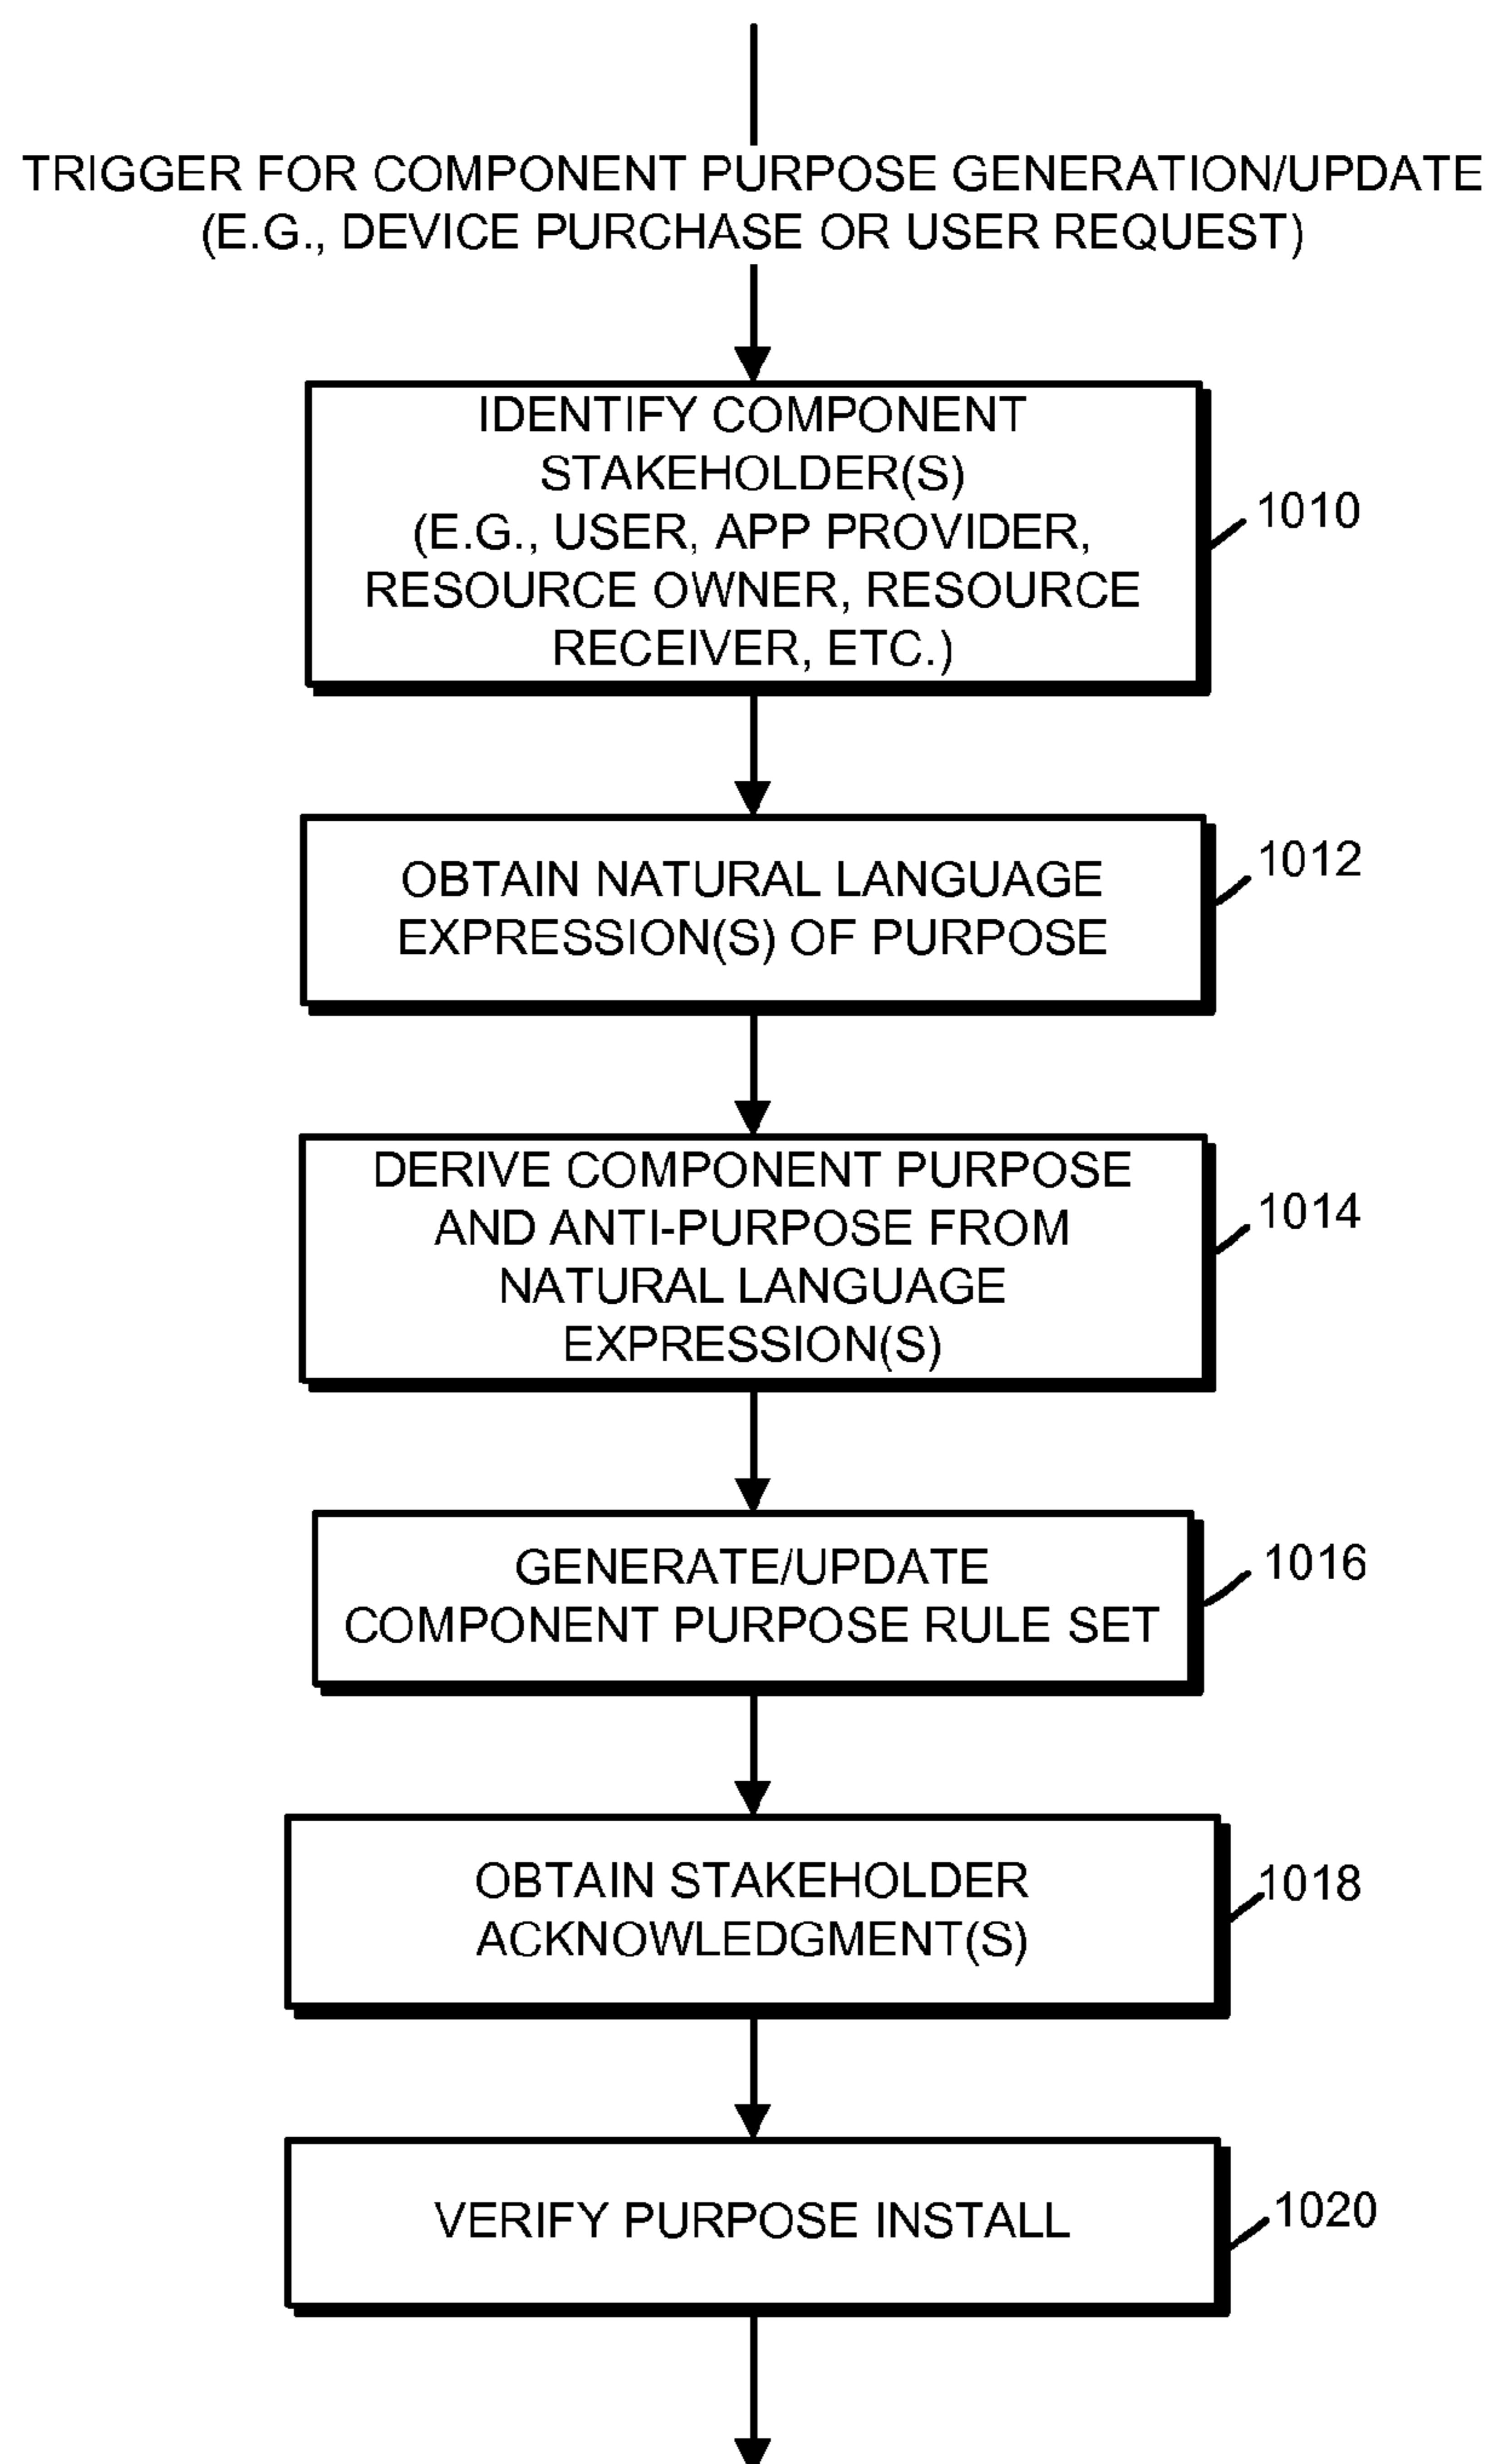 TRIGGER FOR COMPONENT PURPOSE GENERATION/UPDATE
(E.G., DEVICE PURCHASE OR USER REQUEST)
IDENTIFY COMPONENT
STAKEHOLDER(S)
(E.G., USER, APP PROVIDER,
RESOURCE OWNER, RESOURCE
RECEIVER, ETC.)
1010
OBTAIN NATURAL LANGUAGE
EXPRESSION(S) OF PURPOSE
1012
DERIVE COMPONENT PURPOSE
AND ANTI-PURPOSE FROM
NATURAL LANGUAGE
EXPRESSION(S)
1014
GENERATE/UPDATE
COMPONENT PURPOSE RULE SET
1016
OBTAIN STAKEHOLDER
ACKNOWLEDGMENT(S)
1018
VERIFY PURPOSE INSTALL
1020